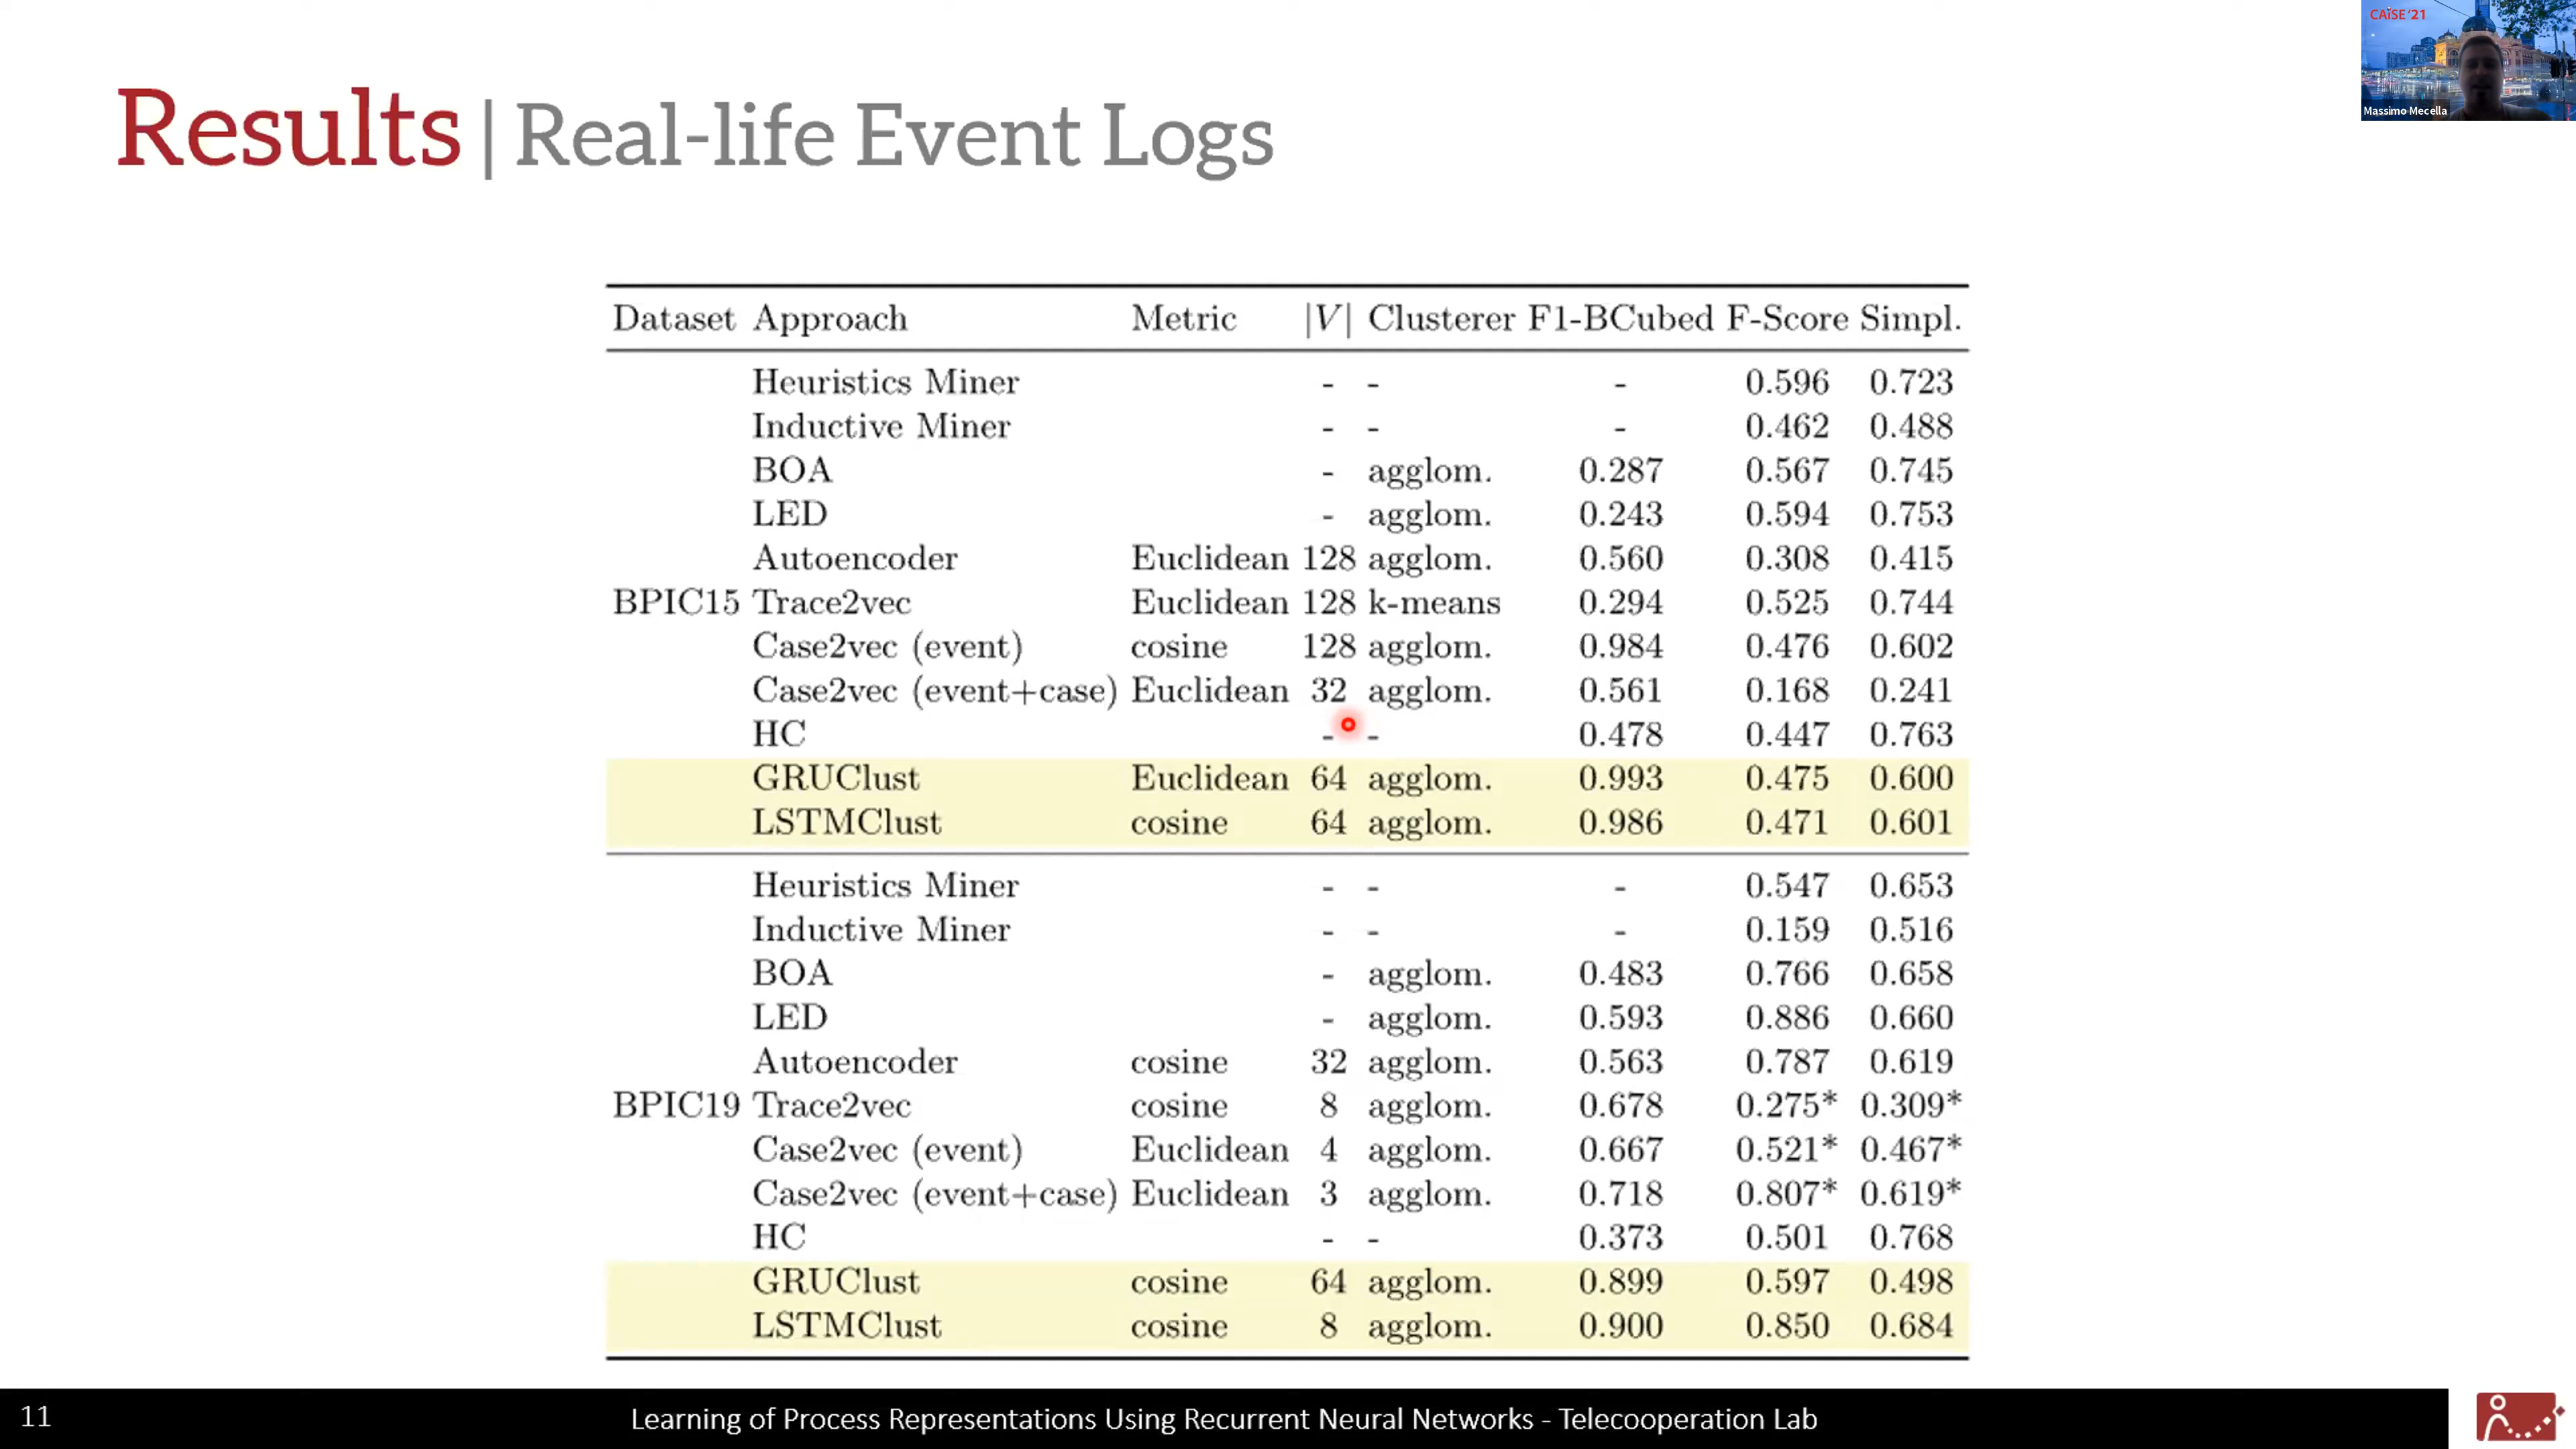 CAiSE'21
Massimo Mecella
Results | Real-life Event Logs
Dataset Approach Metric |V| Clusterer F1-BCubed F-Score Simpl.
Heuristics Miner - - - 0.596 0.723
Inductive Miner - - - 0.462 0.488
BOA - agglom. 0.287 0.567 0.745
LED - agglom. 0.243 0.594 0.753
Autoencoder Euclidean 128 agglom. 0.560 0.308 0.415
BPIC15 Trace2vec Euclidean 128 k-means 0.294 0.525 0.744
Case2vec (event) cosine 128 agglom. 0.984 0.476 0.602
Case2vec (event+case) Euclidean 32 agglom. 0.561 0.168 0.241
HC - - 0.478 0.447 0.763
GRUClust Euclidean 64 agglom. 0.993 0.475 0.600
LSTMClust cosine 64 agglom. 0.986 0.471 0.601
Heuristics Miner - - - 0.547 0.653
Inductive Miner - - - 0.159 0.516
BOA - agglom. 0.483 0.766 0.658
LED - agglom. 0.593 0.886 0.660
Autoencoder cosine 32 agglom. 0.563 0.787 0.619
BPIC19 Trace2vec cosine 8 agglom. 0.678 0.275* 0.309*
Case2vec (event) Euclidean 4 agglom. 0.667 0.521* 0.467*
Case2vec (event+case) Euclidean 3 agglom. 0.718 0.807* 0.619*
HC - - 0.373 0.501 0.768
GRUClust cosine 64 agglom. 0.899 0.597 0.498
LSTMClust cosine 8 agglom. 0.900 0.850 0.684
11 Learning of Process Representations Using Recurrent Neural Networks - Telecooperation Lab